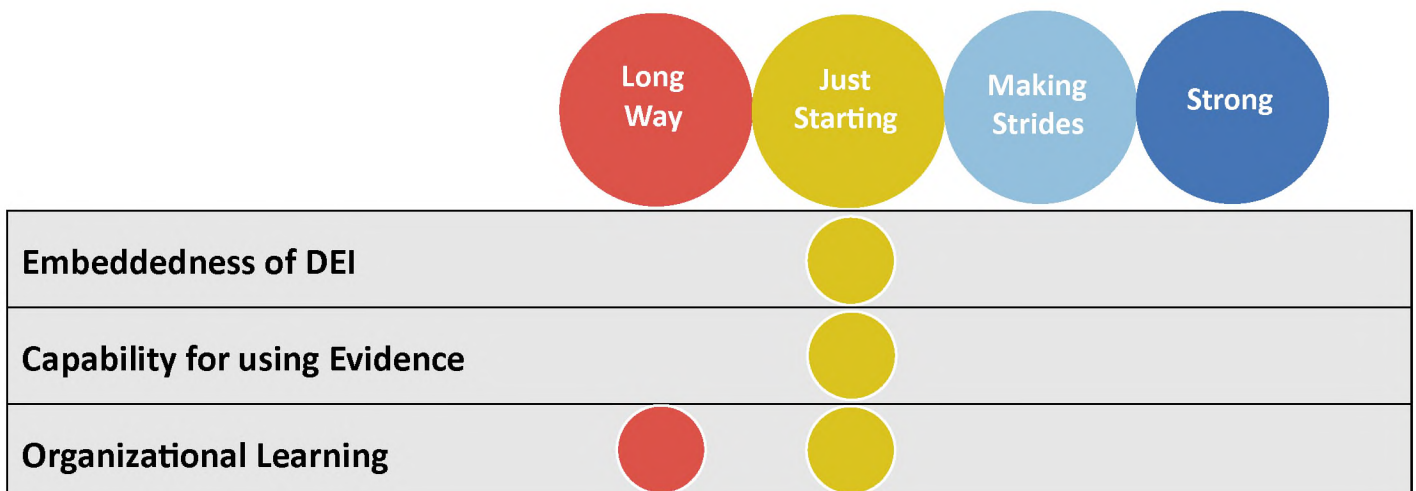 Long
Way
Just
Starting
Making
Strides
Strong
Embeddedness of DEI
Capability for using Evidence
Organizational Learning